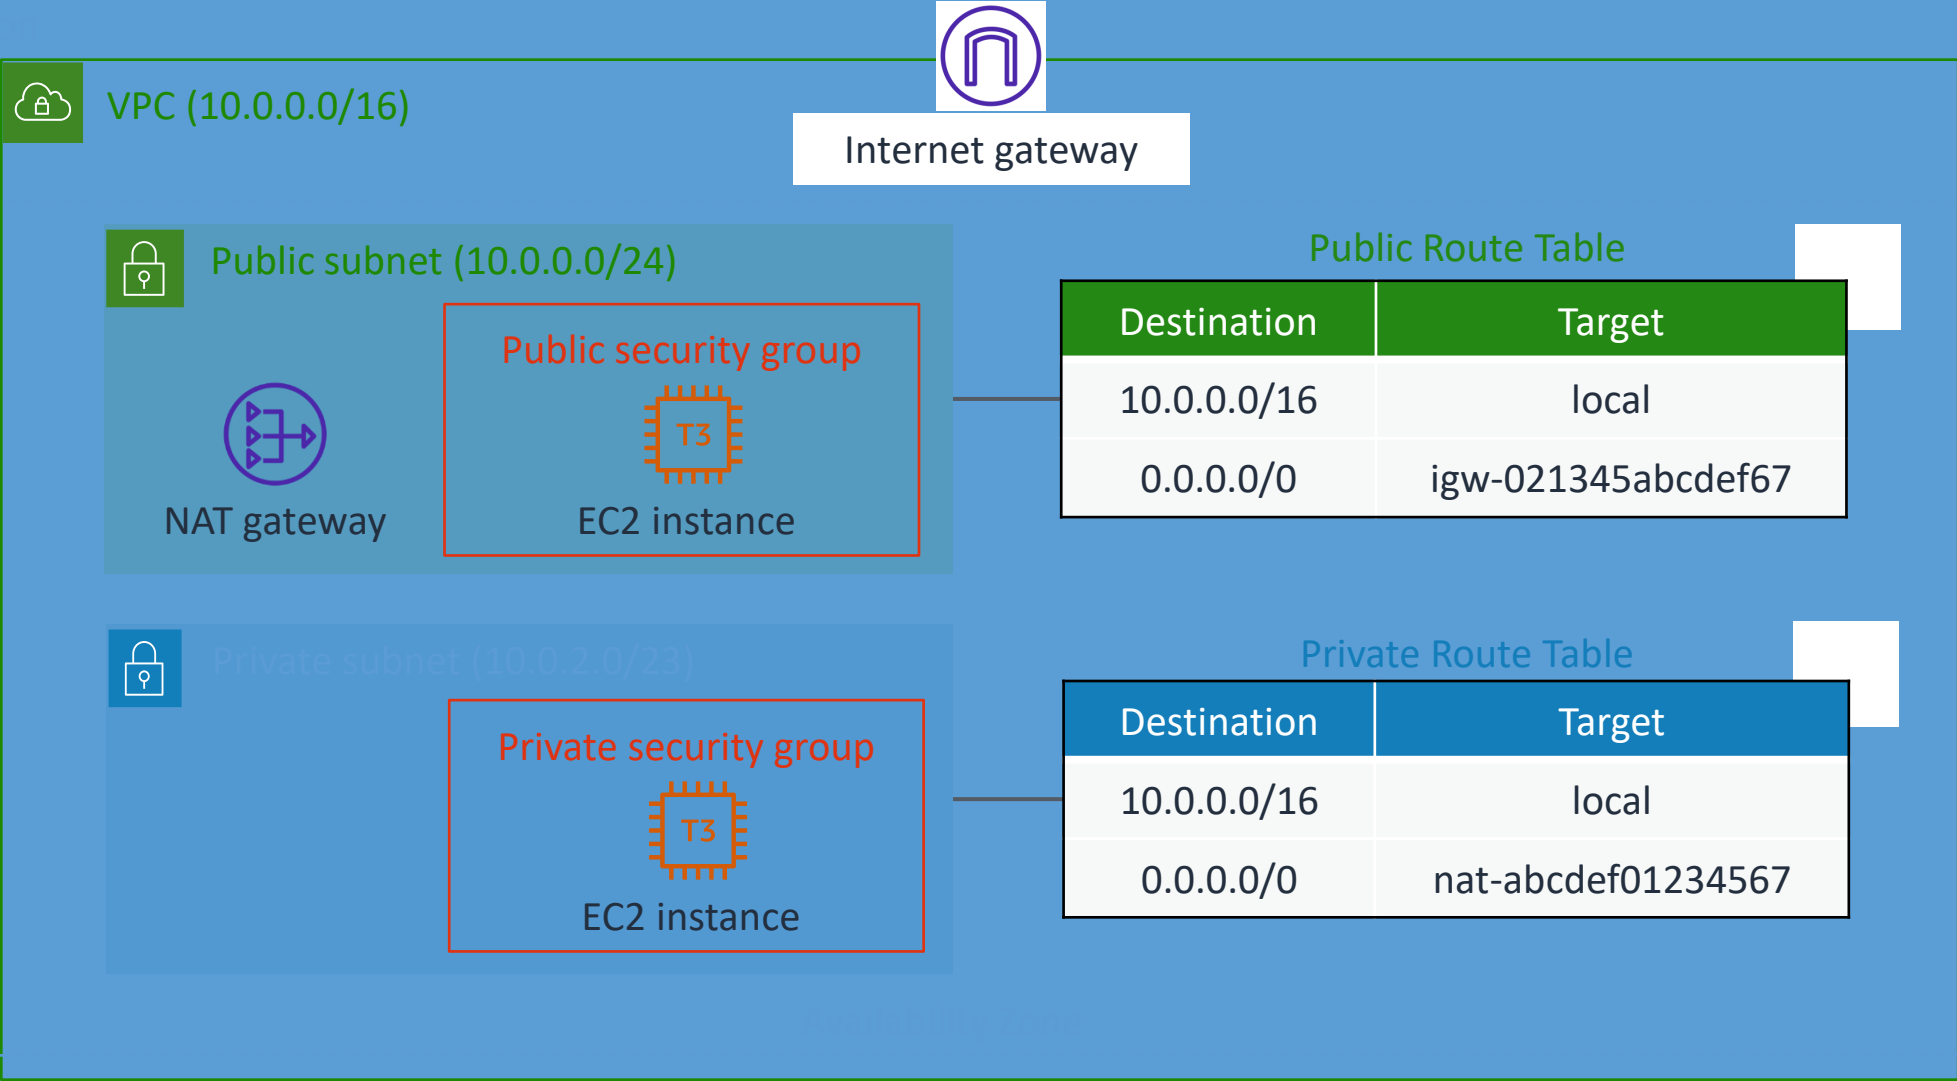 VPC (10.0.0.0/16)
Internet gateway
Public subnet (10.0.0.0/24)
Public security group
T3
NAT gateway
EC2 instance
Public Route Table
Destination Target
10.0.0.0/16 local
0.0.0.0/0 igw-021345abcdef67
Private subnet (10.0.2.0/23)
Private security group
T3
EC2 instance
Private Route Table
Destination Target
10.0.0.0/16 local
0.0.0.0/0 nat-abcdef01234567